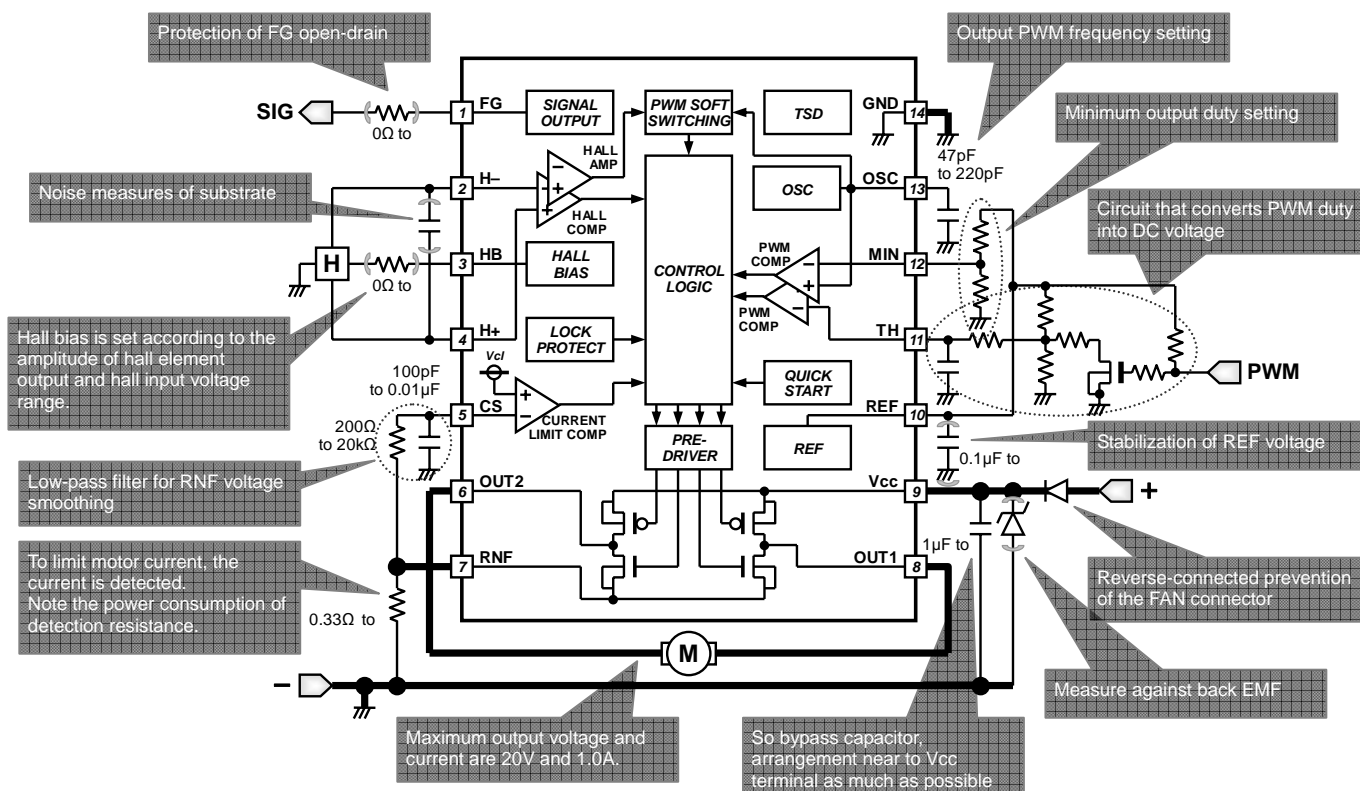 Protection of FG open-drain
Output PWM frequency setting
SIG
0Ω to
1
FG
SIGNAL
OUTPUT
PWM SOFT
SWITCHING
TSD
GND
14
Minimum output duty setting
47pF
to 220pF
HALL
AMP
Noise measures of substrate
2
H–
OSC
OSC
13
Circuit that converts PWM duty
into DC voltage
HALL
COMP
H
0Ω to
3
HB
HALL
BIAS
CONTROL
LOGIC
PWM
COMP
MIN
12
PWM
COMP
Hall bias is set according to the
amplitude of hall element
output and hall input voltage
range.
4
H+
LOCK
PROTECT
TH
11
PWM
Vcl
100pF
to 0.01µF
5
CS
CURRENT
LIMIT COMP
QUICK
START
REF
10
200Ω
to 20kΩ
PRE-
DRIVER
REF
0.1µF to
Stabilization of REF voltage
Low-pass filter for RNF voltage
smoothing
6
OUT2
Vcc
9
+
1µF to
To limit motor current, the
current is detected.
Note the power consumption of
detection resistance.
7
RNF
OUT1
8
Reverse-connected prevention
of the FAN connector
0.33Ω to
M
–
Measure against back EMF
Maximum output voltage and
current are 20V and 1.0A.
So bypass capacitor,
arrangement near to Vcc
terminal as much as possible
– + – + + – – + – +